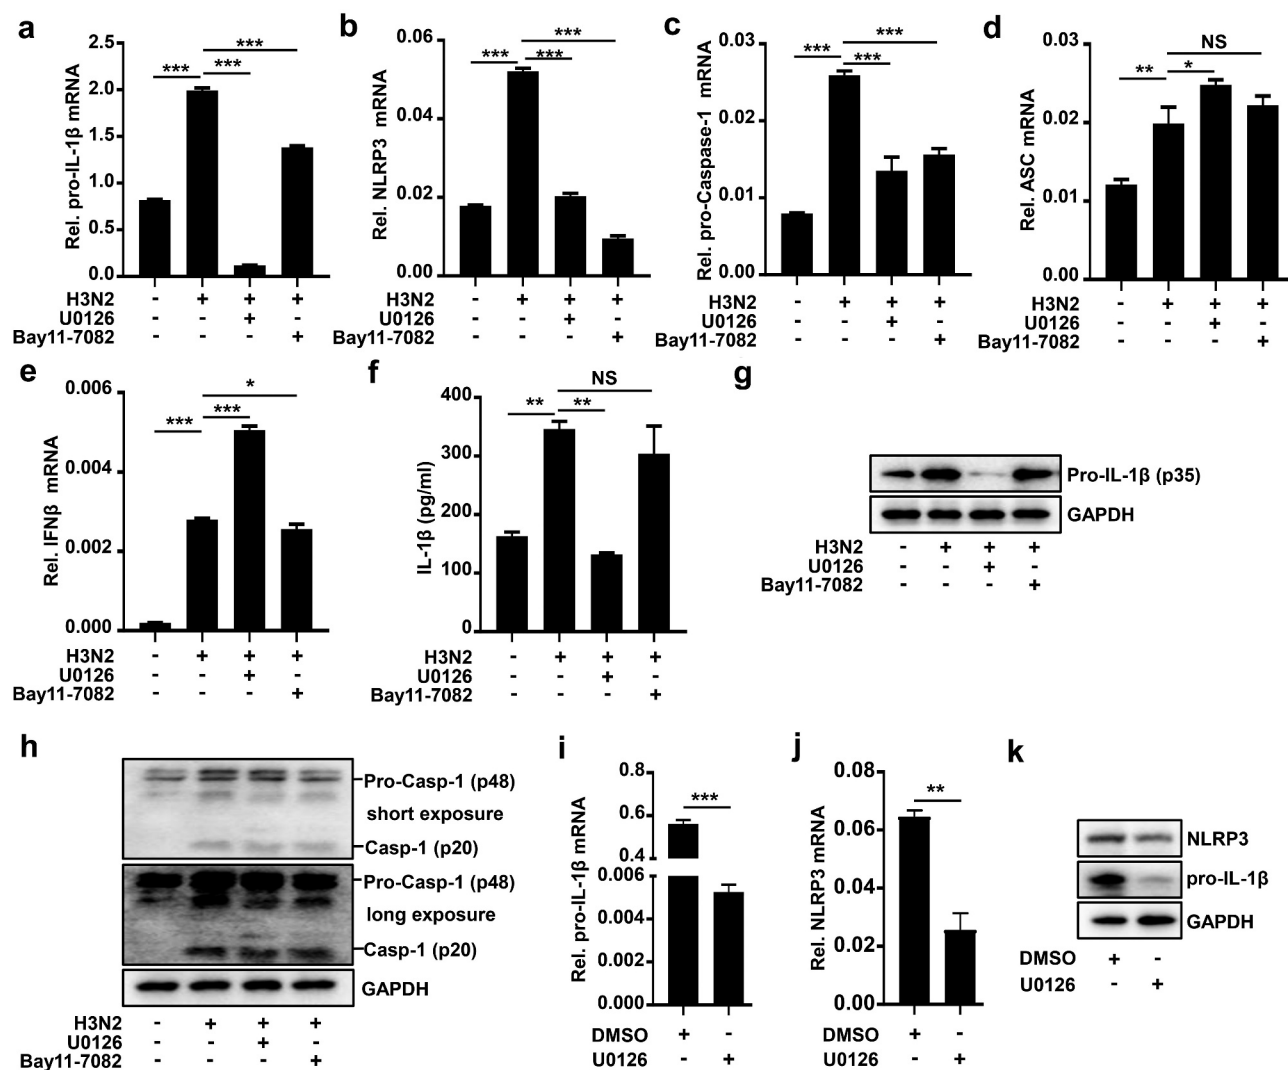 a
Rel. pro-IL-1β mRNA
2.5
2.0
1.5
1.0
0.5
0.0
*** *** ***
H3N2 - + + +
U0126 - - + -
Bay11-7082 - - - +
b
Rel. NLRP3 mRNA
0.06
0.04
0.02
0.00
*** *** ***
H3N2 - + + +
U0126 - - + -
Bay11-7082 - - - +
c
Rel. pro-Caspase-1 mRNA
0.03
0.02
0.01
0.00
*** *** ***
H3N2 - + + +
U0126 - - + -
Bay11-7082 - - - +
d
Rel. ASC mRNA
0.03
0.02
0.01
0.00
** * NS
H3N2 - + + +
U0126 - - + -
Bay11-7082 - - - +
e
Rel. IFNβ mRNA
0.006
0.004
0.002
0.000
*** *** *
H3N2 - + + +
U0126 - - + -
Bay11-7082 - - - +
f
IL-1β (pg/ml)
400
300
200
100
0
** ** NS
H3N2 - + + +
U0126 - - + -
Bay11-7082 - - - +
g
Pro-IL-1β (p35)
GAPDH
H3N2 - + + +
U0126 - - + -
Bay11-7082 - - - +
h
Pro-Casp-1 (p48)
short exposure
Casp-1 (p20)
Pro-Casp-1 (p48)
long exposure
Casp-1 (p20)
GAPDH
H3N2 - + + +
U0126 - - + -
Bay11-7082 - - - +
i
Rel. pro-IL-1β mRNA
0.8
0.6
0.4
0.006
0.004
0.002
0.000
***
DMSO + -
U0126 - +
j
Rel. NLRP3 mRNA
0.08
0.06
0.04
0.02
0.00
**
DMSO + -
U0126 - +
k
NLRP3
pro-IL-1β
GAPDH
DMSO + -
U0126 - +